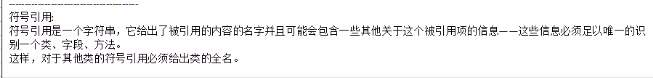 ----------------------------------
符号引用:
符号引用是一个字符串，它给出了被引用的内容的名字并且可能会包含一些其他关于这个被引用项的信息——这些信息必须足以唯一的识
别一个类、字段、方法。
这样，对于其他类的符号引用必须给出类的全名。